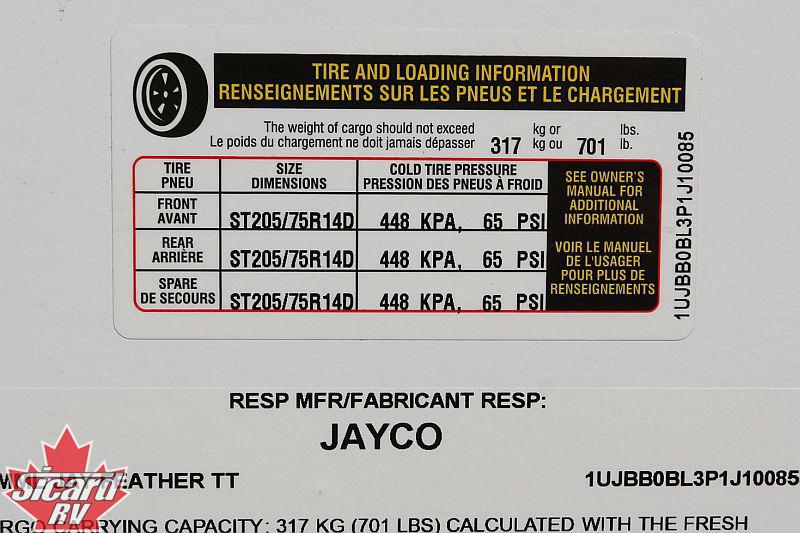 TIRE AND LOADING INFORMATION
RENSEIGNEMENTS SUR LES PNEUS ET LE CHARGEMENT
The weight of cargo should not exceed 317 kg or 701 lbs.
Le poids du chargement ne doit jamais dépasser kg ou lb.
TIRE SIZE COLD TIRE PRESSURE
PNEU DIMENSIONS PRESSION DES PNEUS À FROID
FRONT
AVANT ST205/75R14D 448 KPA, 65 PSI
REAR
ARRIÈRE ST205/75R14D 448 KPA, 65 PSI
SPARE
DE SECOURS ST205/75R14D 448 KPA, 65 PSI
SEE OWNER'S
MANUAL FOR
ADDITIONAL
INFORMATION
VOIR LE MANUEL
DE L'USAGER
POUR PLUS DE
RENSEIGNEMENTS
1UJBB0BL3P1J10085
RESP MFR/FABRICANT RESP:
JAYCO
FEATHER TT 1UJBB0BL3P1J10085
CARRYING CAPACITY: 317 KG (701 LBS) CALCULATED WITH THE FRESH
Sicard
RV